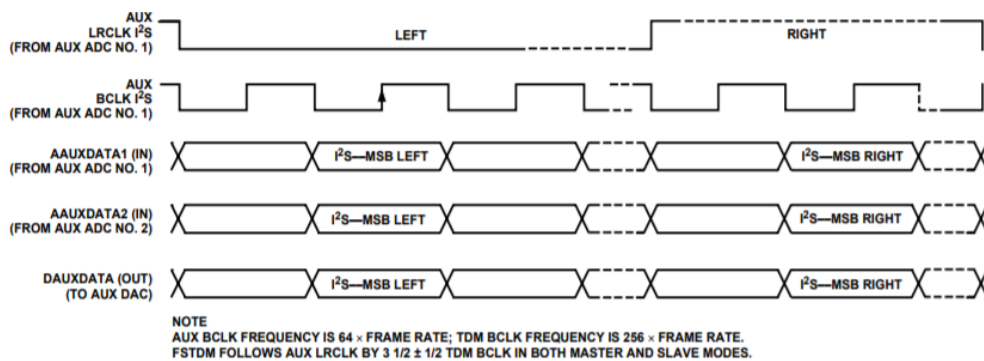 AUX
LRCLK I²S
(FROM AUX ADC NO. 1)
LEFT
RIGHT
AUX
BCLK I²S
(FROM AUX ADC NO. 1)
AAUXDATA1 (IN)
(FROM AUX ADC NO. 1)
I²S—MSB LEFT
I²S—MSB RIGHT
AAUXDATA2 (IN)
(FROM AUX ADC NO. 2)
I²S—MSB LEFT
I²S—MSB RIGHT
DAUXDATA (OUT)
(TO AUX DAC)
I²S—MSB LEFT
I²S—MSB RIGHT
NOTE
AUX BCLK FREQUENCY IS 64 × FRAME RATE; TDM BCLK FREQUENCY IS 256 × FRAME RATE.
FSTDM FOLLOWS AUX LRCLK BY 3 1/2 ± 1/2 TDM BCLK IN BOTH MASTER AND SLAVE MODES.